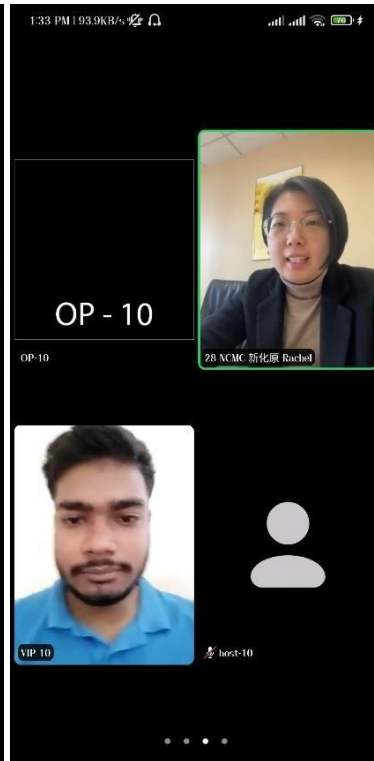 1:33 PM | 93.9KB/s
76
OP - 10
OP-10
28 NCMC 新化原 Rachel
VIP 10
host-10